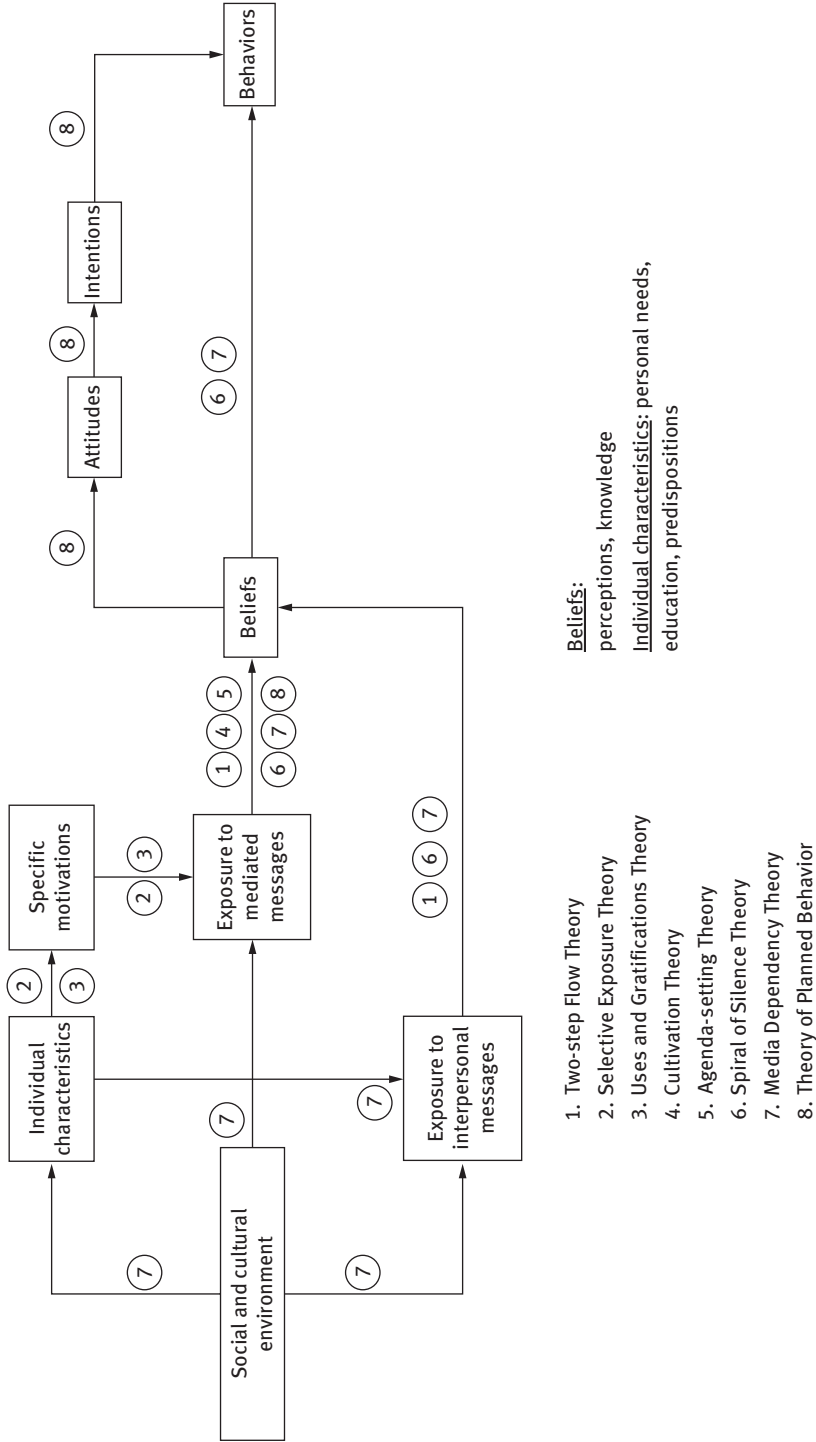 Social and cultural
environment
7
7
7
Individual
characteristics
2
3
Specific
motivations
2
3
7
Exposure to
mediated
messages
Exposure to
interpersonal
messages
1
4
5
6
7
8
1
6
7
Beliefs
8
Attitudes
8
Intentions
8
6
7
Behaviors
1. Two-step Flow Theory
2. Selective Exposure Theory
3. Uses and Gratifications Theory
4. Cultivation Theory
5. Agenda-setting Theory
6. Spiral of Silence Theory
7. Media Dependency Theory
8. Theory of Planned Behavior
Beliefs:
perceptions, knowledge
Individual characteristics: personal needs,
education, predispositions